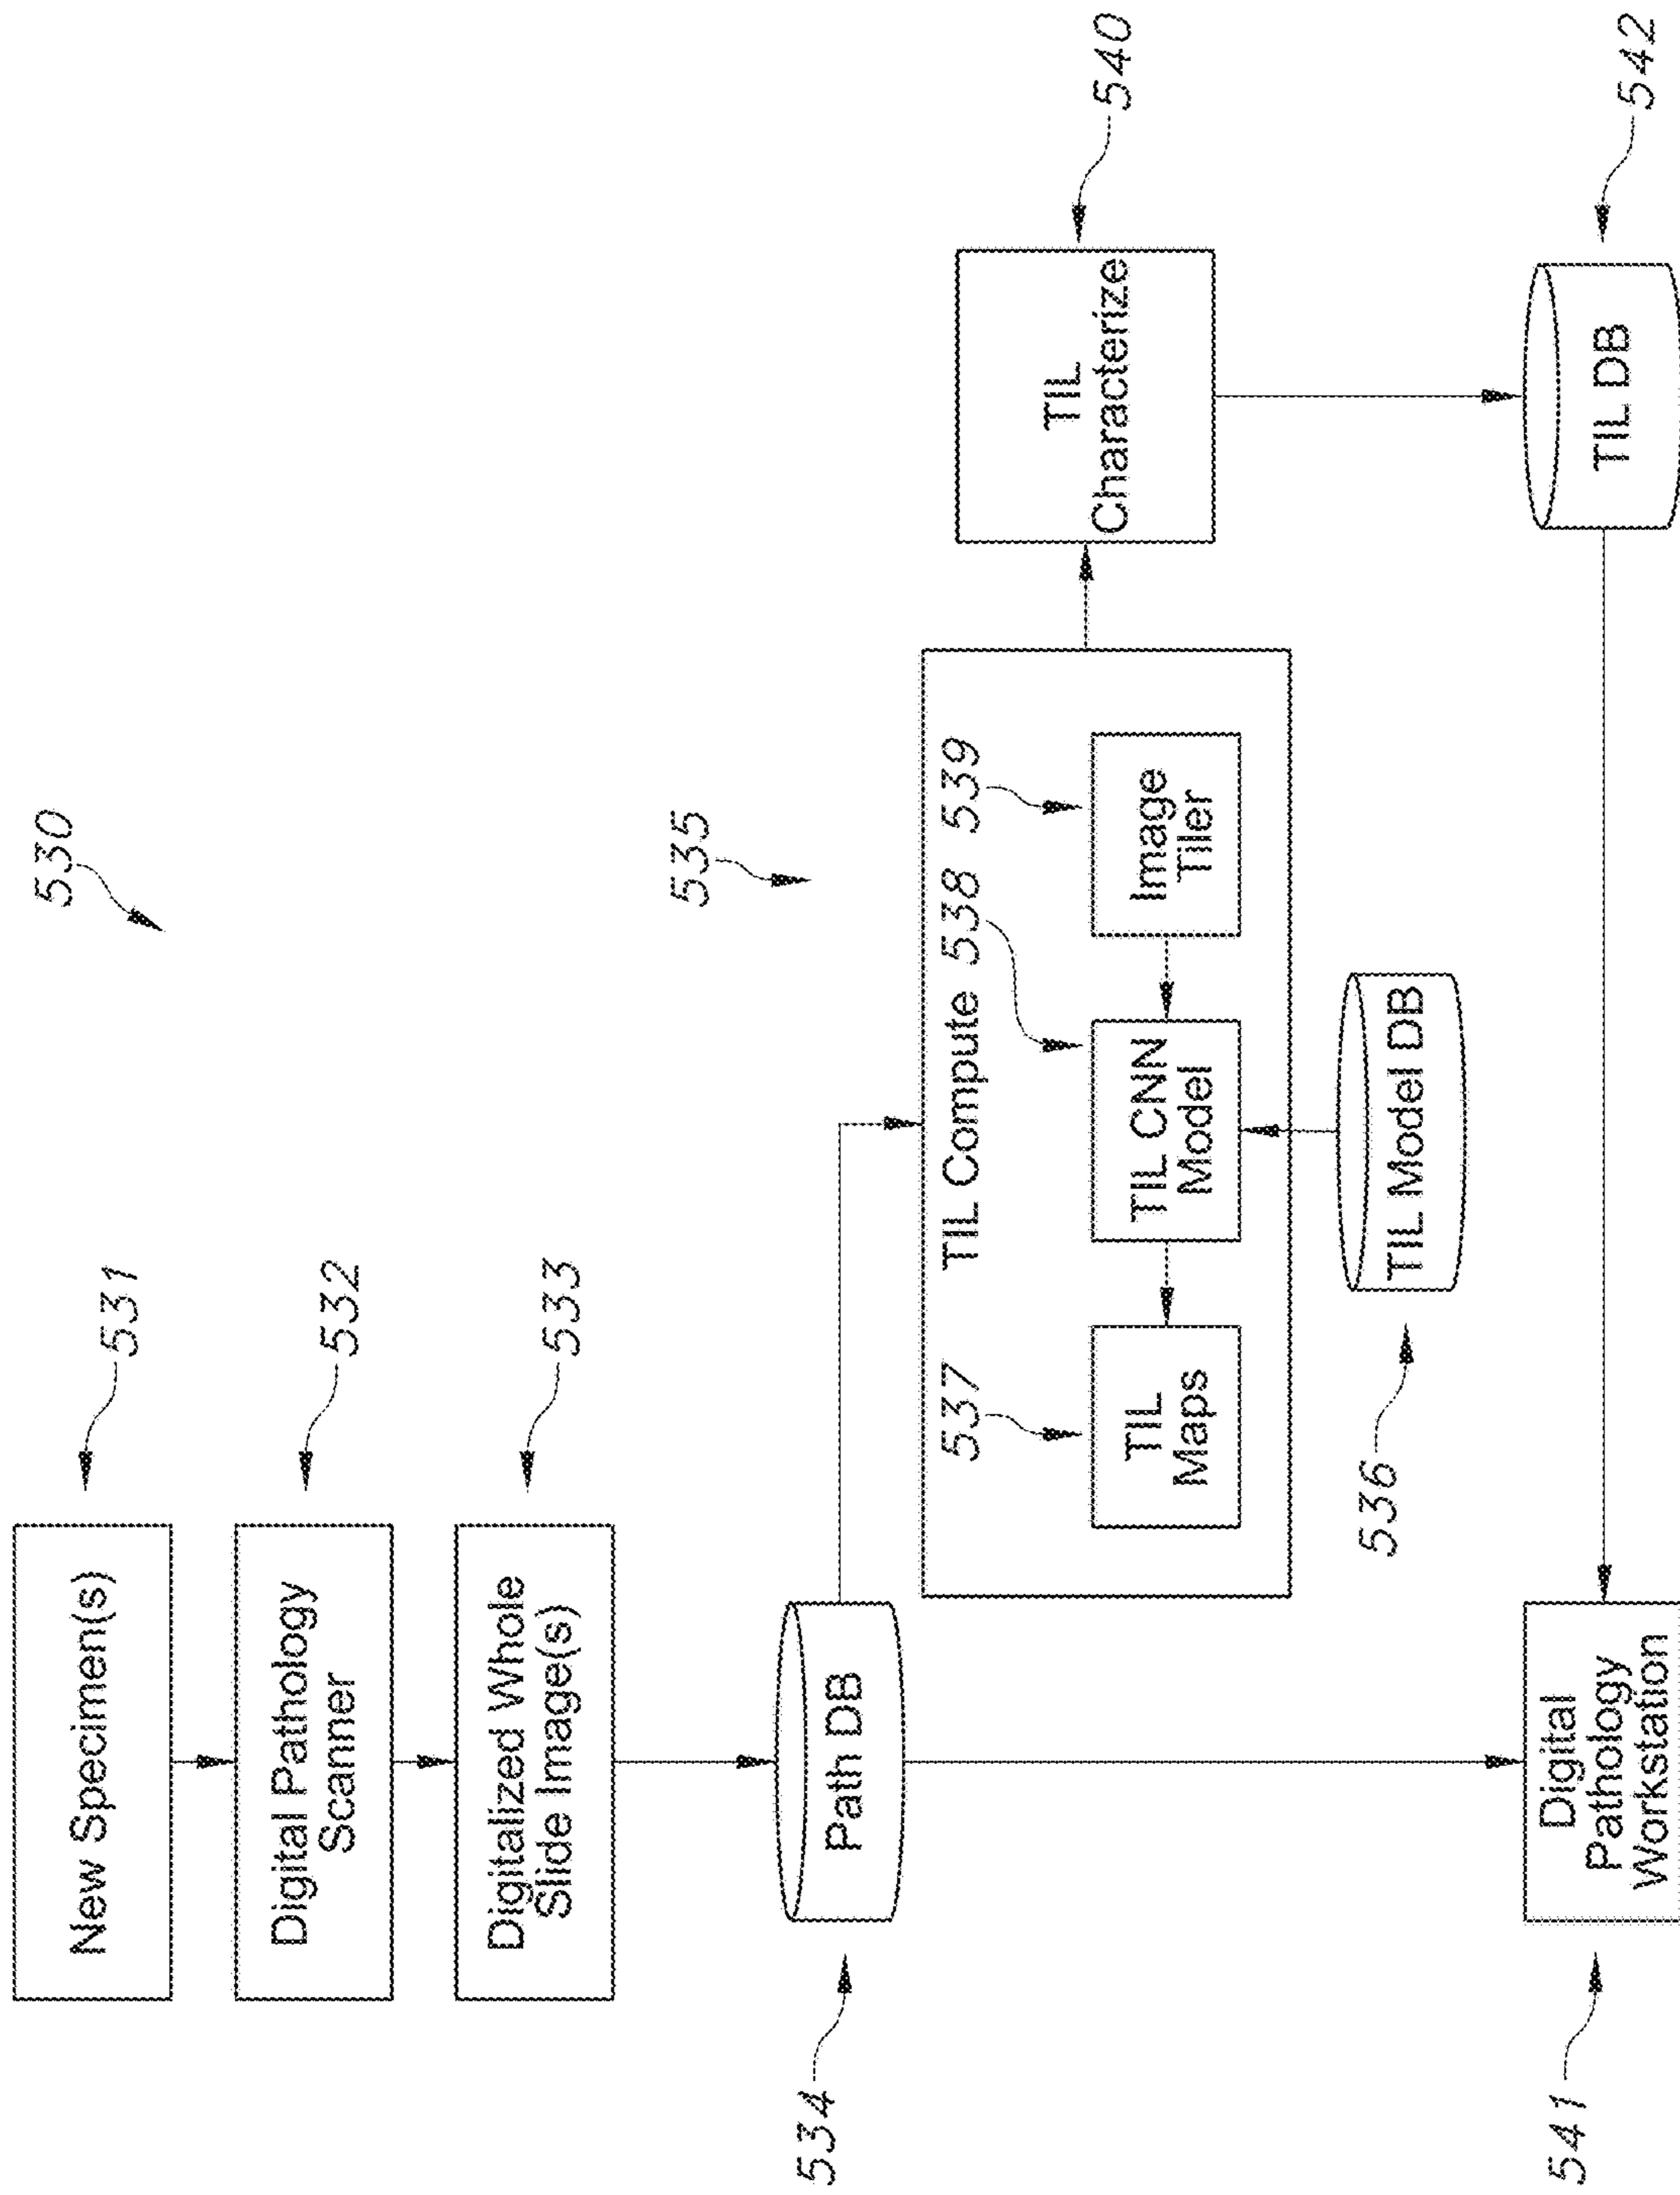 530
New Specimen(s)
531
Digital Pathology
Scanner
532
Digitalized Whole
Slide Image(s)
533
Path DB
534
535
TIL Compute
537
538
539
TIL
Maps
TIL CNN
Model
Image
Tiler
TIL Model DB
536
TIL
Characterize
540
Digital
Pathology
Workstation
541
TIL DB
542